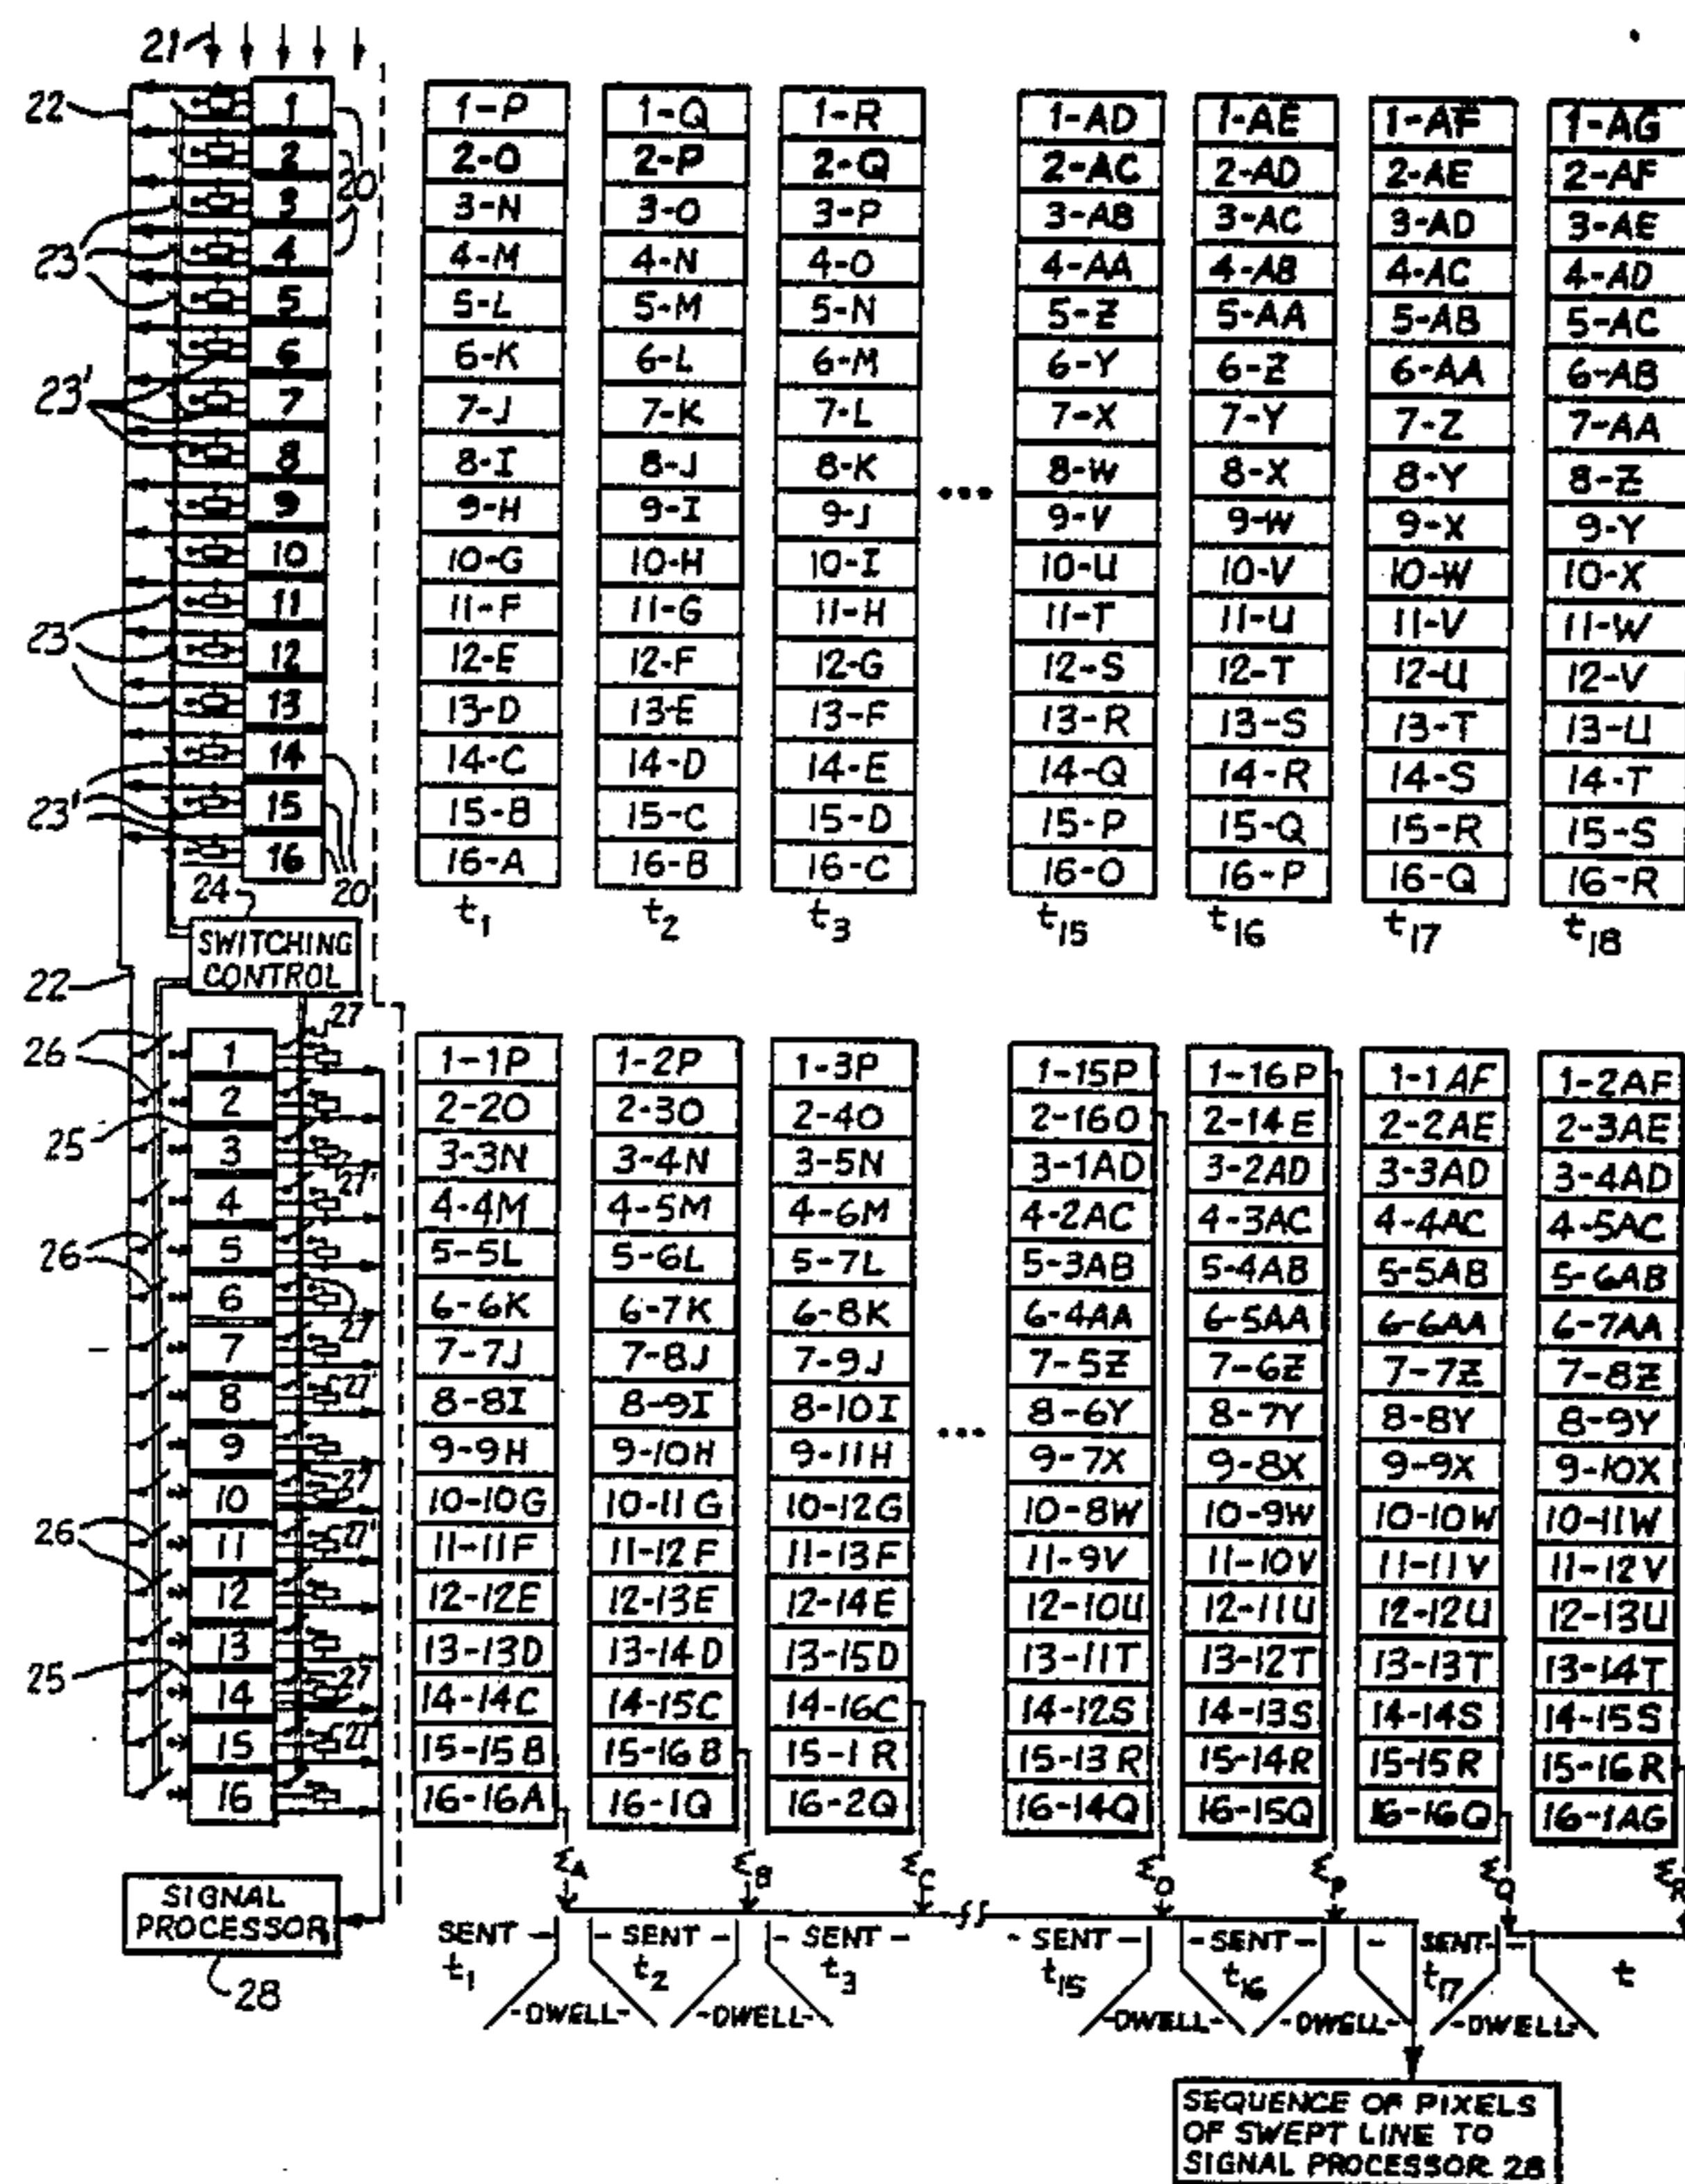 21
22
1
2
3
4
5
6
7
8
9
10
11
12
13
14
15
16
20
23
23'
23
23'
20
24
SWITCHING CONTROL
22
1-P 1-Q 1-R 1-AD 1-AE 1-AF 1-AG
2-O 2-P 2-Q 2-AC 2-AD 2-AE 2-AF
3-N 3-O 3-P 3-AB 3-AC 3-AD 3-AE
4-M 4-N 4-O 4-AA 4-AB 4-AC 4-AD
5-L 5-M 5-N 5-Z 5-AA 5-AB 5-AC
6-K 6-L 6-M 6-Y 6-Z 6-AA 6-AB
7-J 7-K 7-L 7-X 7-Y 7-Z 7-AA
8-I 8-J 8-K 8-W 8-X 8-Y 8-Z
9-H 9-I 9-J ... 9-V 9-W 9-X 9-Y
10-G 10-H 10-I 10-U 10-V 10-W 10-X
11-F 11-G 11-H 11-T 11-U 11-V 11-W
12-E 12-F 12-G 12-S 12-T 12-U 12-V
13-D 13-E 13-F 13-R 13-S 13-T 13-U
14-C 14-D 14-E 14-Q 14-R 14-S 14-T
15-B 15-C 15-D 15-P 15-Q 15-R 15-S
16-A 16-B 16-C 16-O 16-P 16-Q 16-R
t1 t2 t3 t15 t16 t17 t18
26
25
26
26
25
1
2
3
4
5
6
7
8
9
10
11
12
13
14
15
16
27
27'
27
27'
27
27'
27
27'
1-1P 1-2P 1-3P 1-15P 1-16P 1-1AF 1-2AF
2-2O 2-3O 2-4O 2-16O 2-14E 2-2AE 2-3AE
3-3N 3-4N 3-5N 3-1AD 3-2AD 3-3AD 3-4AD
4-4M 4-5M 4-6M 4-2AC 4-3AC 4-4AC 4-5AC
5-5L 5-6L 5-7L 5-3AB 5-4AB 5-5AB 5-6AB
6-6K 6-7K 6-8K 6-4AA 6-5AA 6-6AA 6-7AA
7-7J 7-8J 7-9J 7-5Z 7-6Z 7-7Z 7-8Z
8-8I 8-9I 8-10I 8-6Y 8-7Y 8-8Y 8-9Y
9-9H 9-10H 9-11H ... 9-7X 9-8X 9-9X 9-10X
10-10G 10-11G 10-12G 10-8W 10-9W 10-10W 10-11W
11-11F 11-12F 11-13F 11-9V 11-10V 11-11V 11-12V
12-12E 12-13E 12-14E 12-10U 12-11U 12-12U 12-13U
13-13D 13-14D 13-15D 13-11T 13-12T 13-13T 13-14T
14-14C 14-15C 14-16C 14-12S 14-13S 14-14S 14-15S
15-15B 15-16B 15-1R 15-13R 15-14R 15-15R 15-16R
16-16A 16-1Q 16-2Q 16-14Q 16-15Q 16-16Q 16-1AG
ΣA ΣB ΣC ΣO ΣP ΣQ ΣR
SIGNAL PROCESSOR
28
SENT - - SENT - - SENT - - SENT - - SENT - - SENT -
t1 t2 t3 t15 t16 t17 t
-DWELL- -DWELL- -DWELL- -DWELL- -DWELL-
SEQUENCE OF PIXELS
OF SWEPT LINE TO
SIGNAL PROCESSOR 28